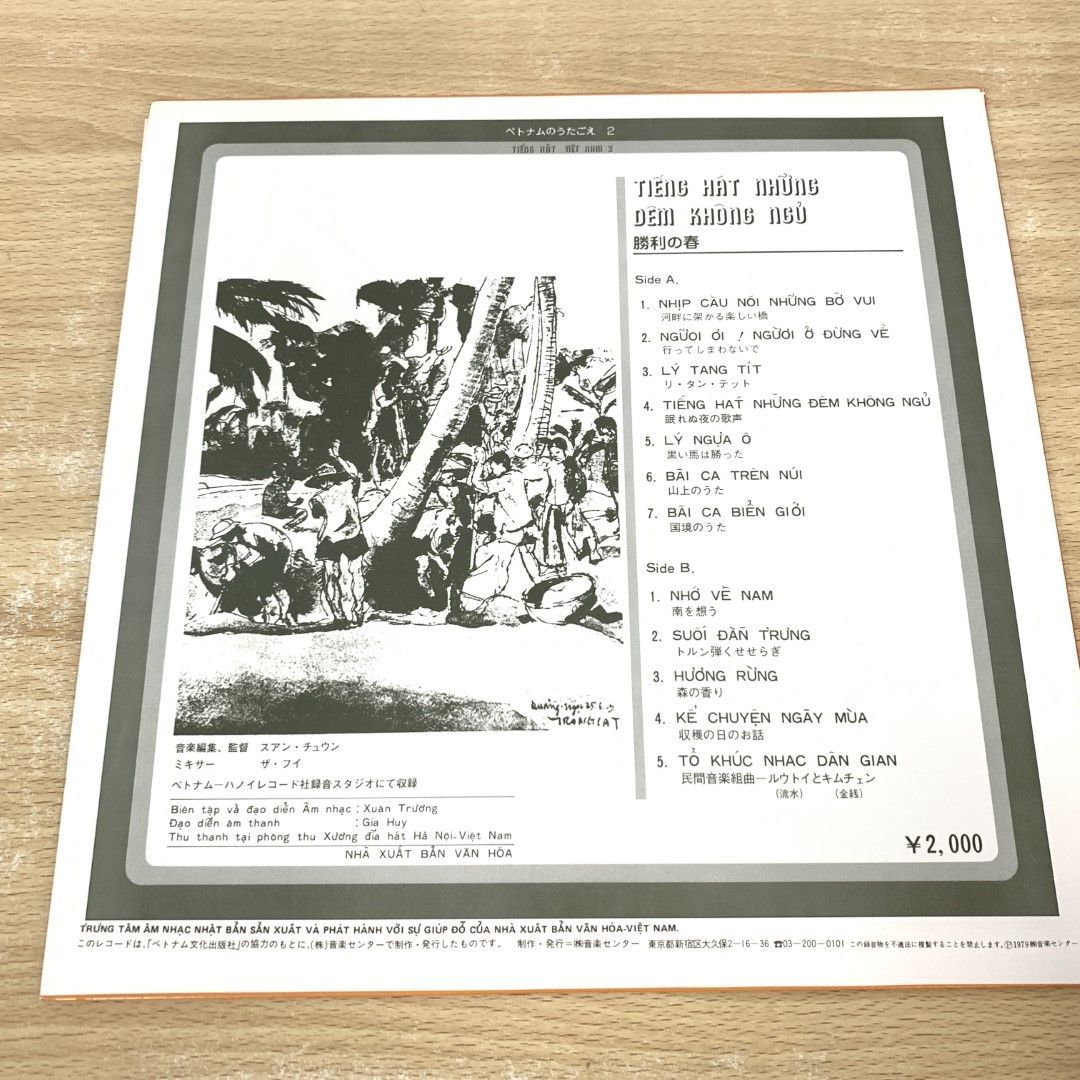 ベトナムのうたごえ 2
TIẾNG HÁT VIỆT NAM 2
TIẾNG HÁT NHỮNG
ĐÊM KHÔNG NGỦ
勝利の春
Side A.
1. NHỊP CẦU NỐI NHỮNG BỜ VUI
河畔に架かる楽しい橋
2. NGƯỜI ƠI ! NGƯỜI Ở ĐỪNG VỀ
行ってしまわないで
3. LÝ TANG TÍT
リ・タン・テット
4. TIẾNG HÁT NHỮNG ĐÊM KHÔNG NGỦ
眠れぬ夜の歌声
5. LÝ NGỰA Ô
黒い馬は勝った
6. BÀI CA TRÊN NÚI
山上のうた
7. BÀI CA BIỂN GIỚI
国境のうた
Side B.
1. NHỚ VỀ NAM
南を想う
2. SUỐI ĐÀN T'RƯNG
トルン弾くせせらぎ
3. HƯƠNG RỪNG
森の香り
4. KỂ CHUYỆN NGÀY MÙA
収穫の日のお話
5. TỔ KHÚC NHẠC DÂN GIAN
民間音楽組曲―ルウトイとキムチェン
(流水) (金銭)
¥2,000
TRONG CAT
音楽編集、監督 スアン・チュウン
ミキサー ザ・フイ
ベトナム―ハノイレコード社録音スタジオにて収録
Biên tập và đạo diễn Âm nhạc : Xuân Trương
Đạo diễn âm thanh : Gia Huy
Thu thanh tại phòng thu Xưởng đĩa hát Hà Nội-Việt Nam
NHÀ XUẤT BẢN VĂN HÓA
TRƯNG TÂM ÂM NHẠC NHẬT BẢN SẢN XUẤT VÀ PHÁT HÀNH VỚI SỰ GIÚP ĐỠ CỦA NHÀ XUẤT BẢN VĂN HÓA-VIỆT NAM.
このレコードは、「ベトナム文化出版社」の協力のもとに、(株)音楽センターで制作・発行したものです。 制作・発行=㈱音楽センター 東京都新宿区大久保2-16-36 ☎03-200-0101 この録音物を不適法に複製することを禁止します。Ⓟ1979㈱音楽センター